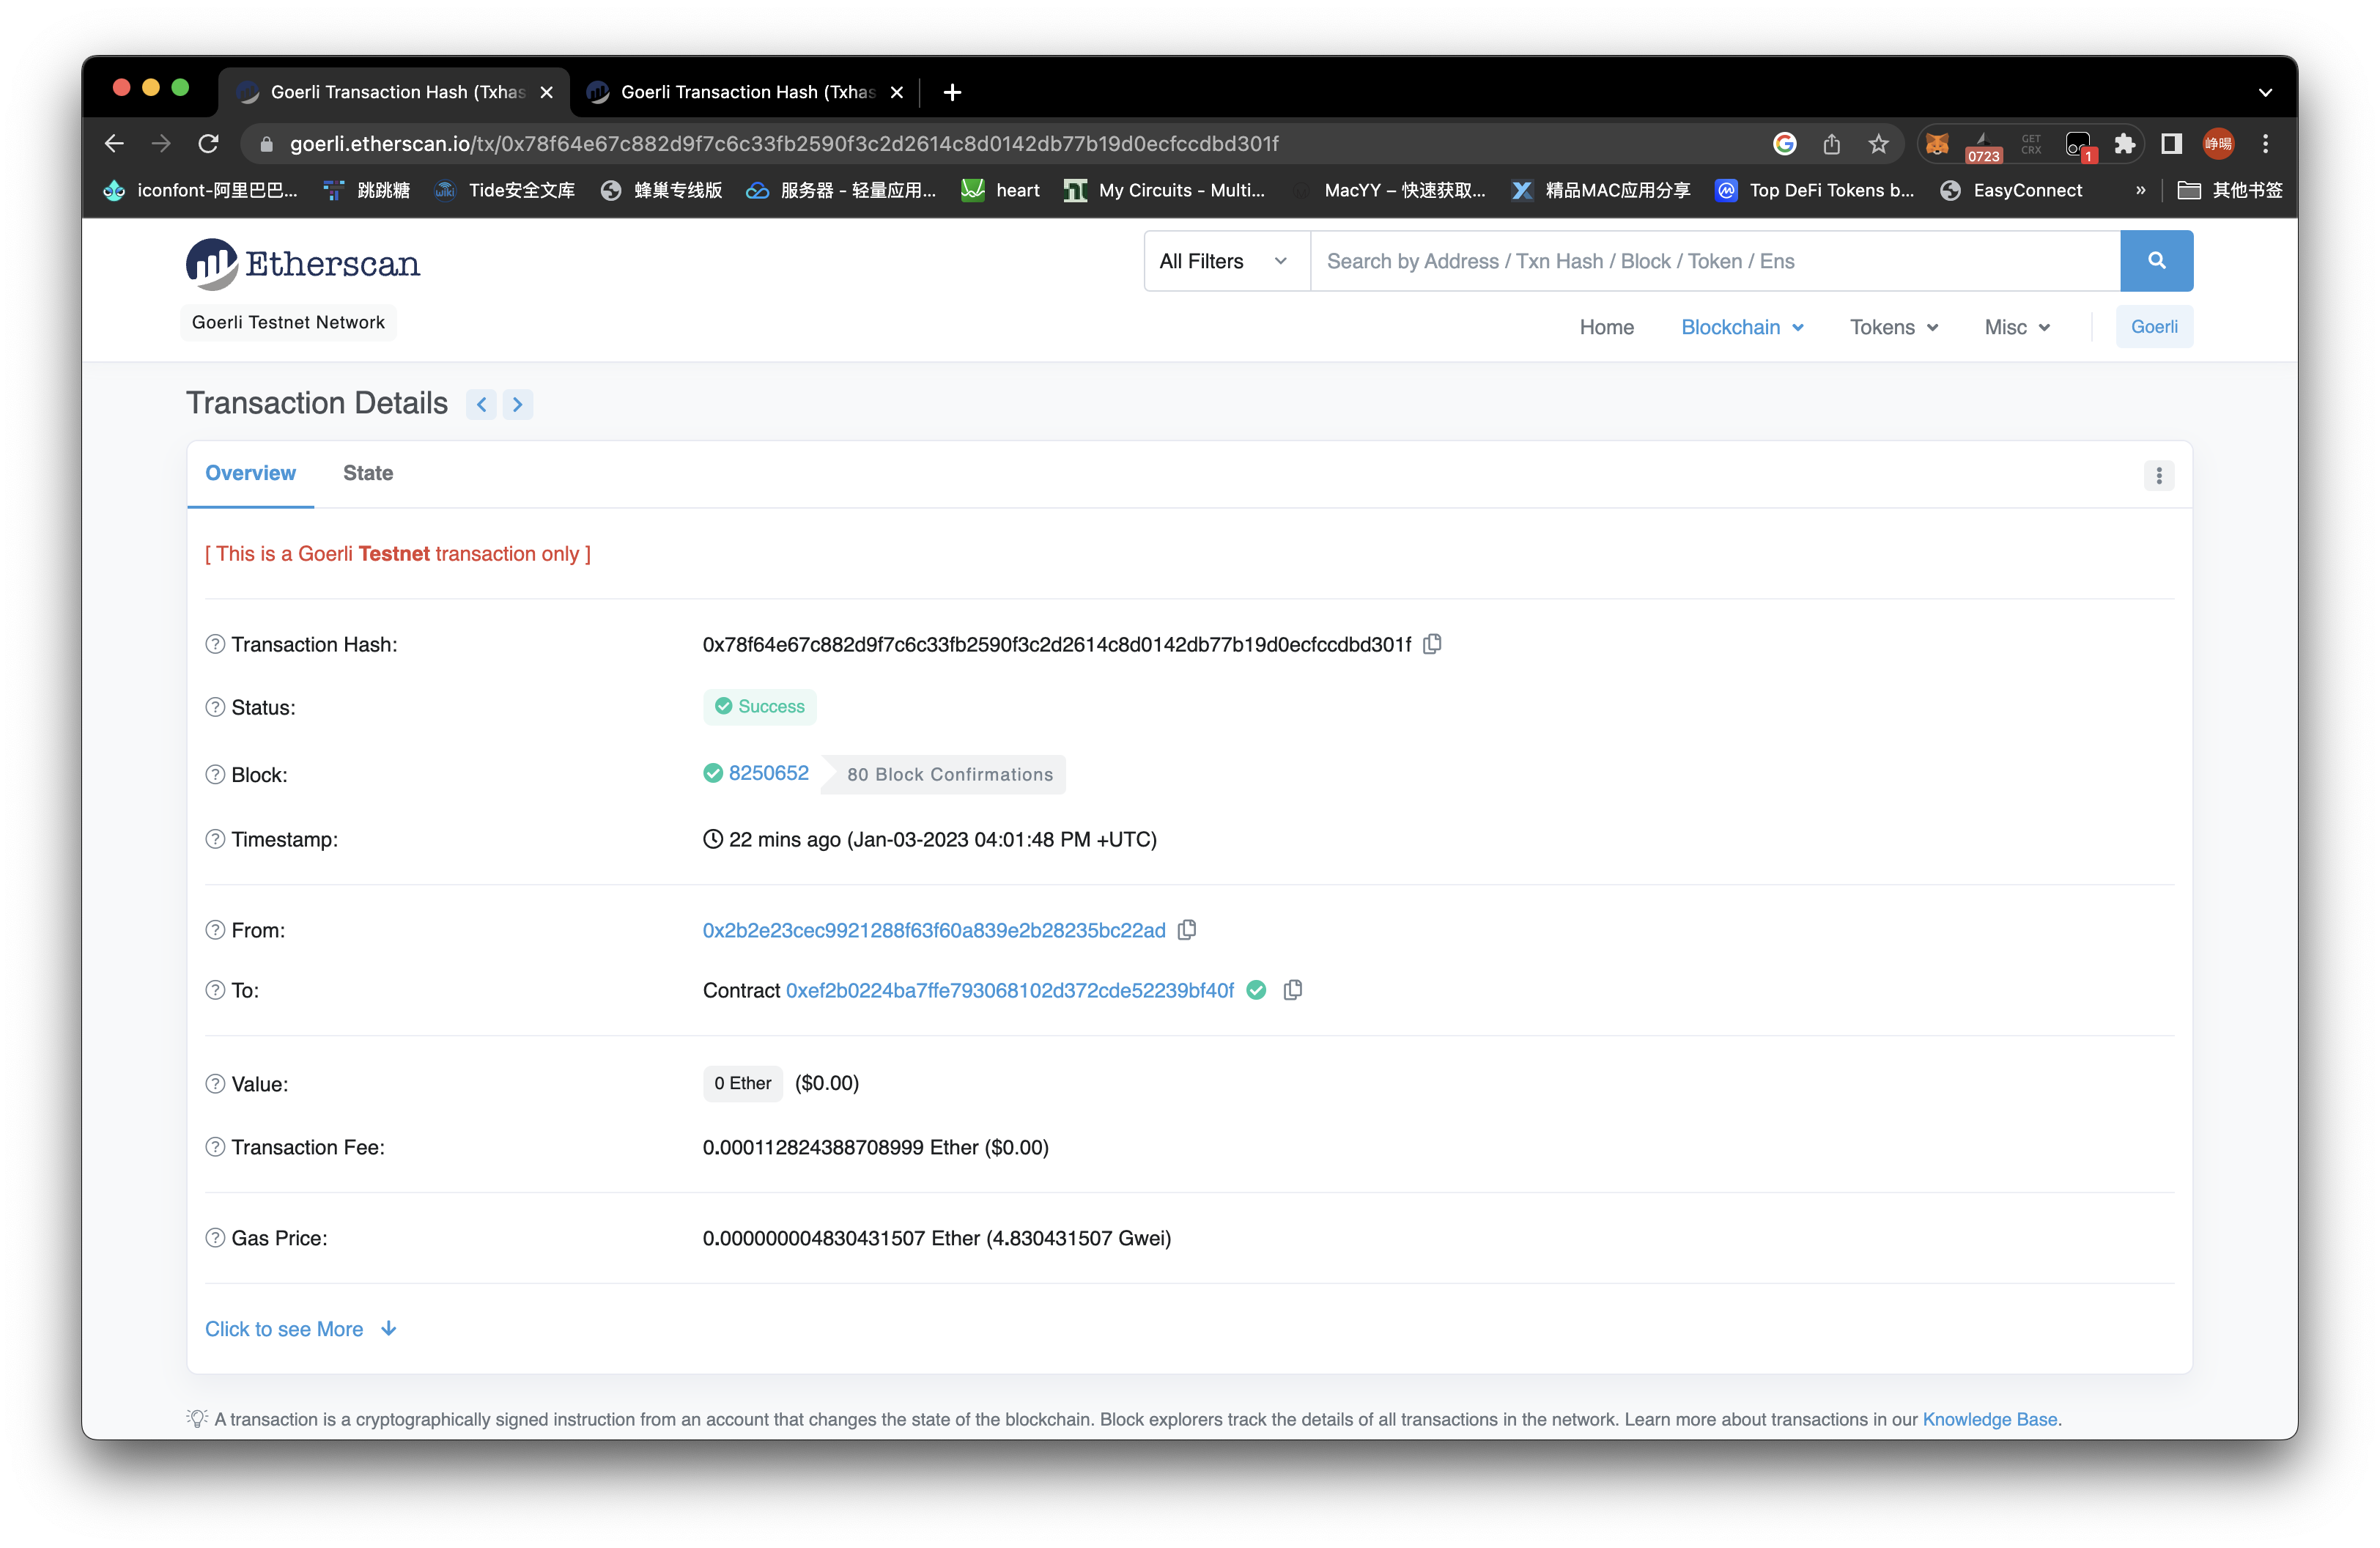 Goerli Transaction Hash (Txhas
Goerli Transaction Hash (Txhas
goerli.etherscan.io/tx/0x78f64e67c882d9f7c6c33fb2590f3c2d2614c8d0142db77b19d0ecfccdbd301f
0723
GET CRX
1
峥暘
iconfont-阿里巴巴... 跳跳糖 Tide安全文库 蜂巢专线版 服务器 - 轻量应用... heart My Circuits - Multi... MacYY – 快速获取... 精品MAC应用分享 Top DeFi Tokens b... EasyConnect » 其他书签
Etherscan
All Filters Search by Address / Txn Hash / Block / Token / Ens
Goerli Testnet Network
Home Blockchain Tokens Misc Goerli
Transaction Details
Overview State
[ This is a Goerli Testnet transaction only ]
Transaction Hash: 0x78f64e67c882d9f7c6c33fb2590f3c2d2614c8d0142db77b19d0ecfccdbd301f
Status: Success
Block: 8250652 80 Block Confirmations
Timestamp: 22 mins ago (Jan-03-2023 04:01:48 PM +UTC)
From: 0x2b2e23cec9921288f63f60a839e2b28235bc22ad
To: Contract 0xef2b0224ba7ffe793068102d372cde52239bf40f
Value: 0 Ether ($0.00)
Transaction Fee: 0.000112824388708999 Ether ($0.00)
Gas Price: 0.000000004830431507 Ether (4.830431507 Gwei)
Click to see More
A transaction is a cryptographically signed instruction from an account that changes the state of the blockchain. Block explorers track the details of all transactions in the network. Learn more about transactions in our Knowledge Base.